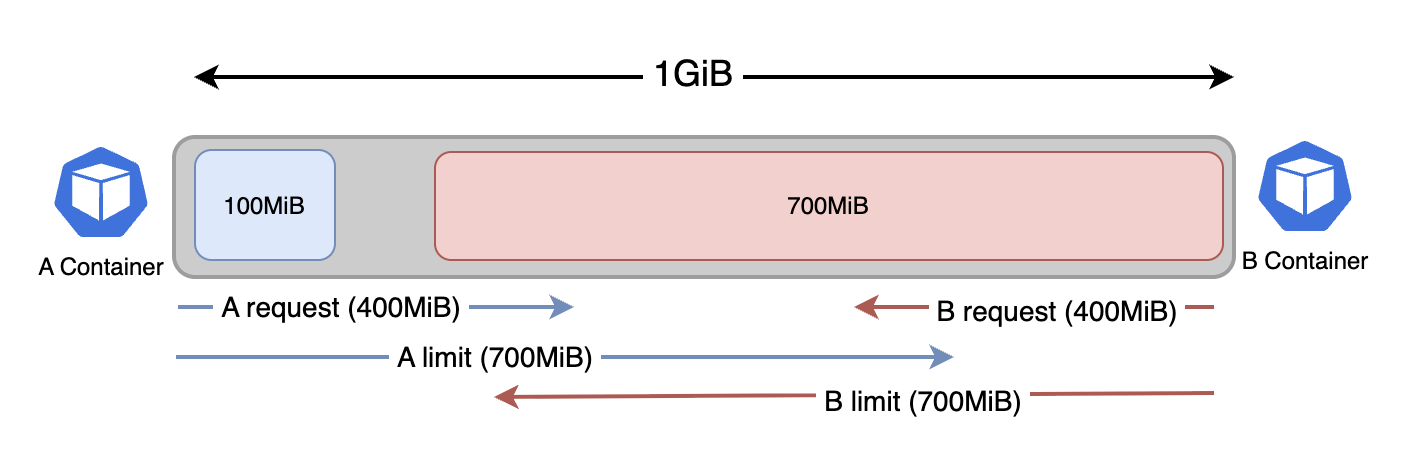 1GiB
100MiB
700MiB
A Container
B Container
A request (400MiB)
B request (400MiB)
A limit (700MiB)
B limit (700MiB)